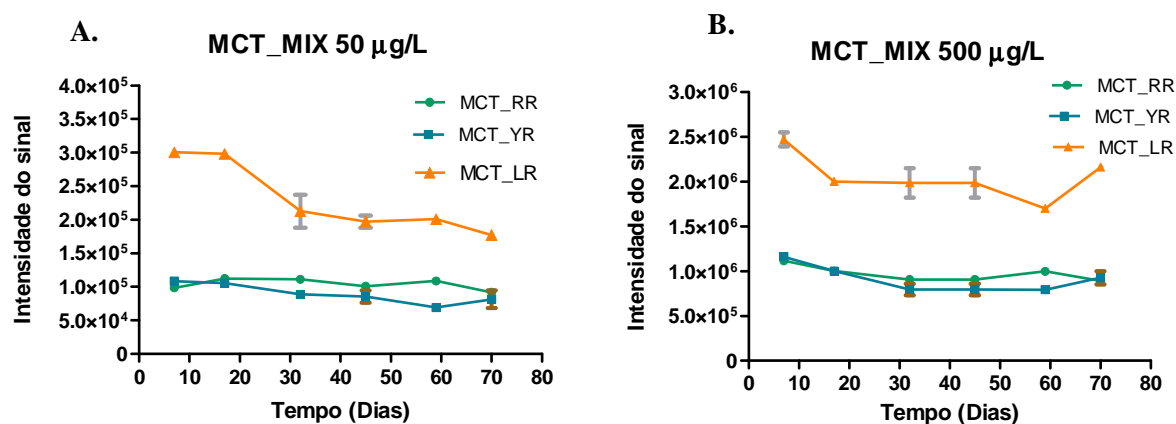 A.
MCT_MIX 50 μg/L
4.0×10⁵
3.5×10⁵
3.0×10⁵
2.5×10⁵
2.0×10⁵
1.5×10⁵
1.0×10⁵
5.0×10⁴
0
Intensidade do sinal
MCT_RR
MCT_YR
MCT_LR
0 10 20 30 40 50 60 70 80
Tempo (Dias)
B.
MCT_MIX 500 μg/L
3.0×10⁶
2.5×10⁶
2.0×10⁶
1.5×10⁶
1.0×10⁶
5.0×10⁵
0
Intensidade do sinal
MCT_RR
MCT_YR
MCT_LR
0 10 20 30 40 50 60 70 80
Tempo (Dias)